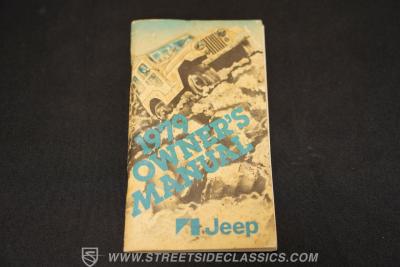 1979
OWNER'S
MANUAL
Jeep
WWW.STREETSIDECLASSICS.COM